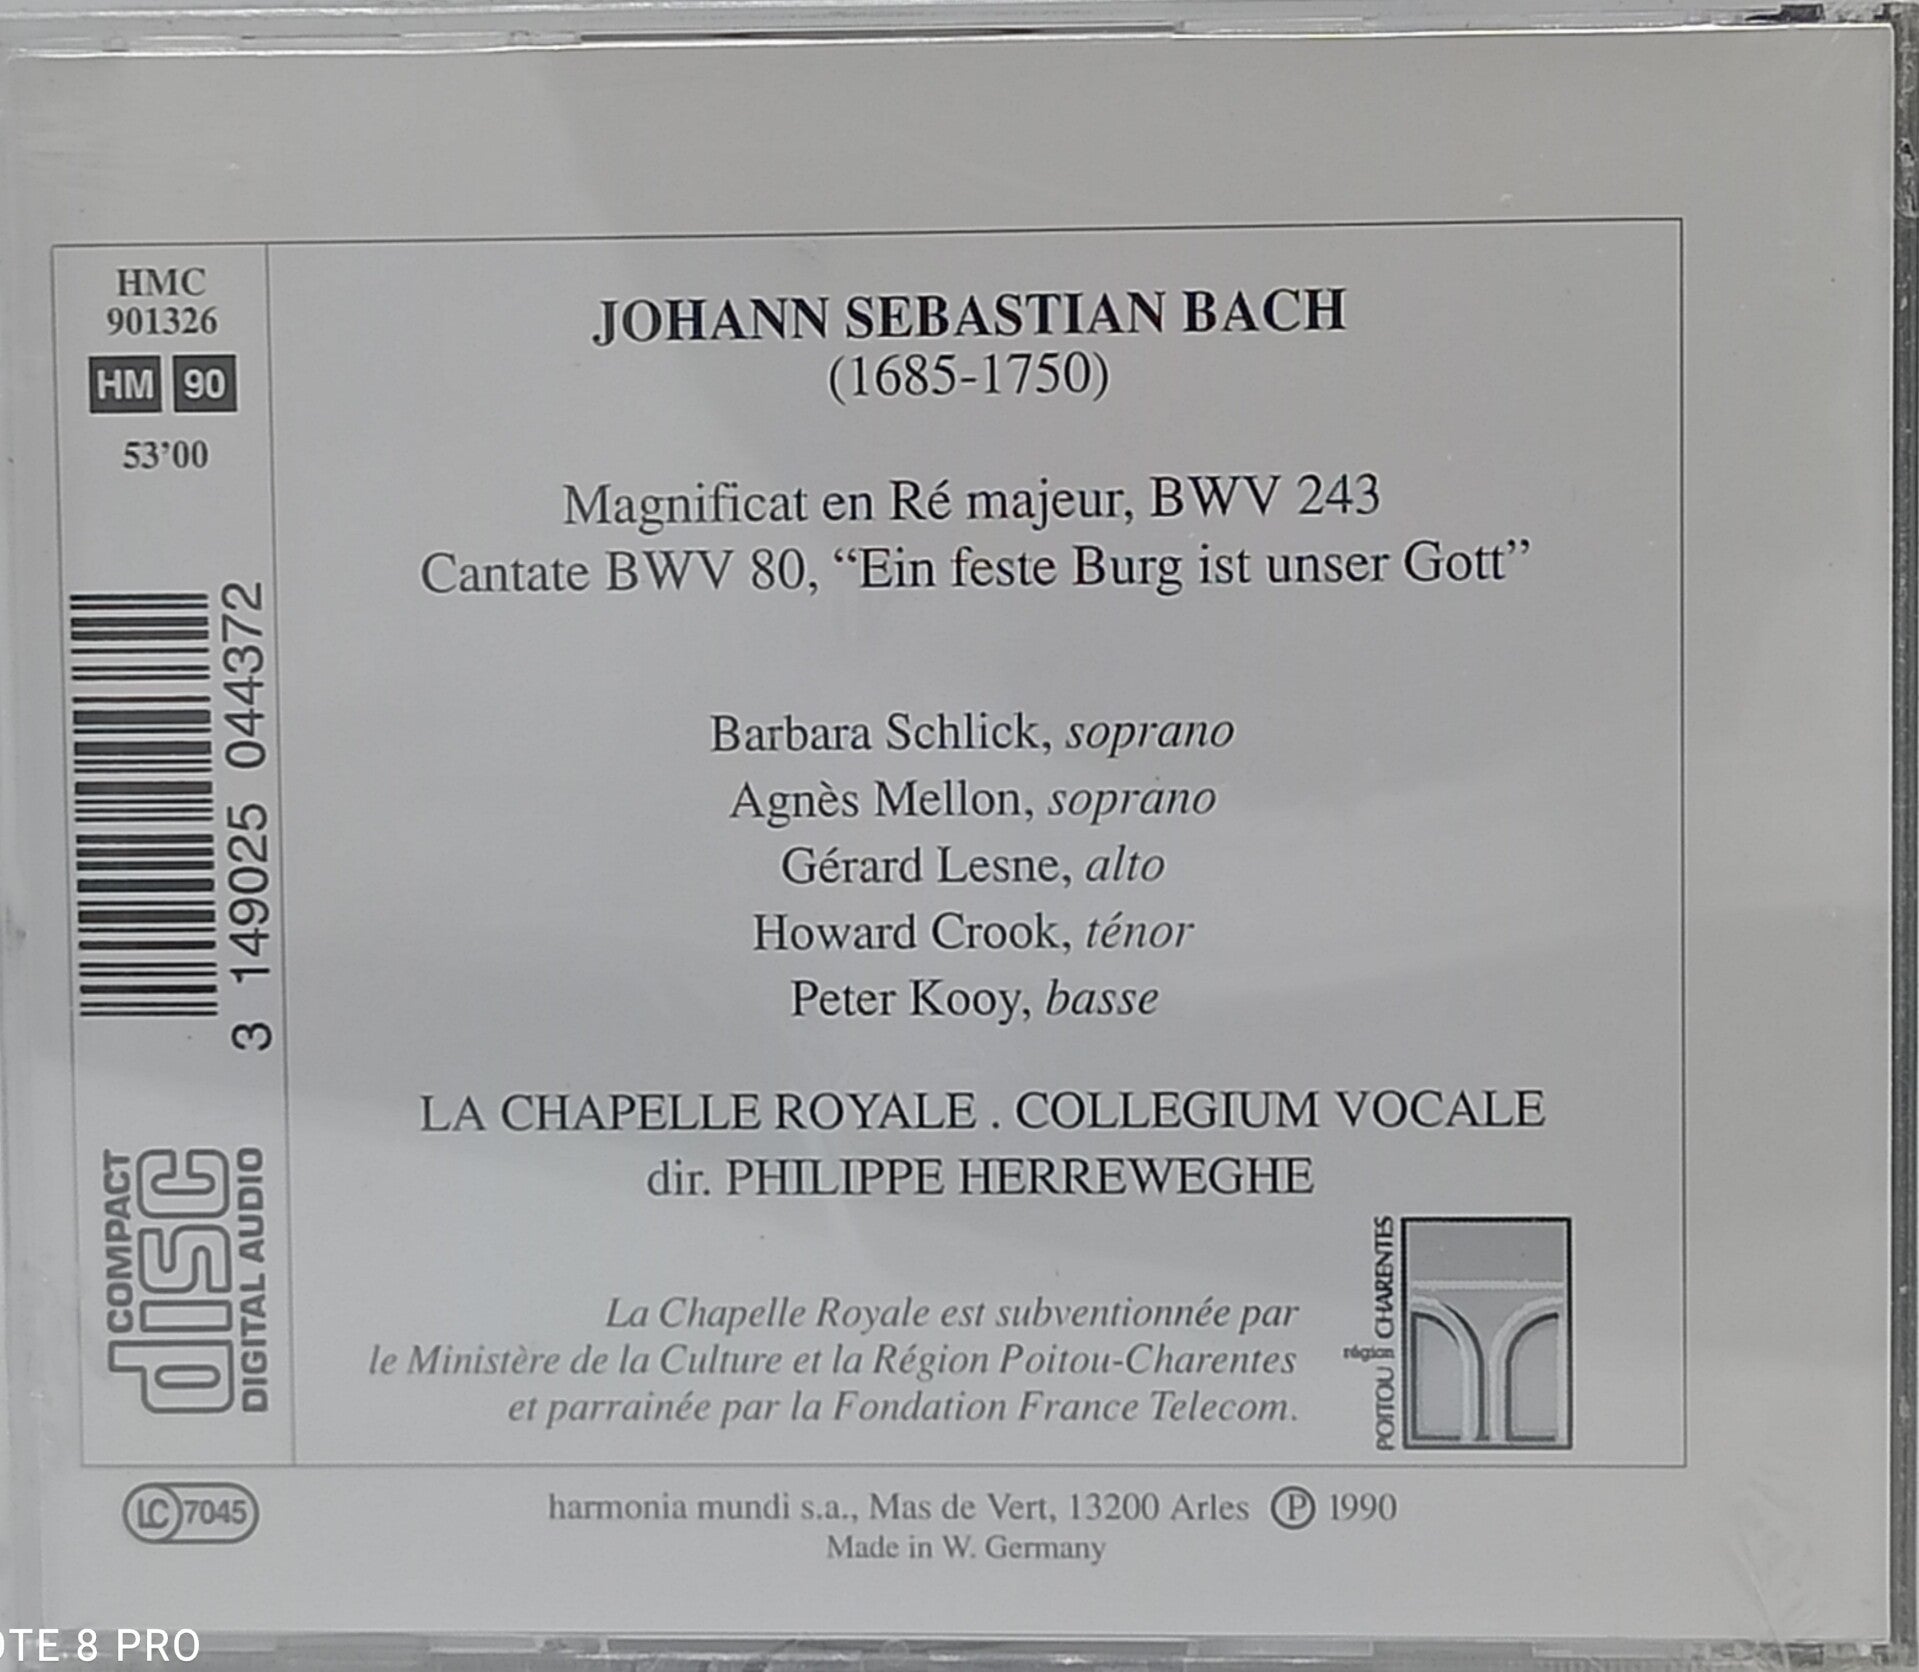 HMC
901326
HM 90
53'00
3 149025 044372
COMPACT
disc
DIGITAL AUDIO
JOHANN SEBASTIAN BACH
(1685-1750)
Magnificat en Ré majeur, BWV 243
Cantate BWV 80, “Ein feste Burg ist unser Gott”
Barbara Schlick, soprano
Agnès Mellon, soprano
Gérard Lesne, alto
Howard Crook, ténor
Peter Kooy, basse
LA CHAPELLE ROYALE . COLLEGIUM VOCALE
dir. PHILIPPE HERREWEGHE
La Chapelle Royale est subventionnée par
le Ministère de la Culture et la Région Poitou-Charentes
et parrainée par la Fondation France Telecom.
région
POITOU CHARENTES
LC 7045
harmonia mundi s.a., Mas de Vert, 13200 Arles Ⓟ 1990
Made in W. Germany
OTE 8 PRO